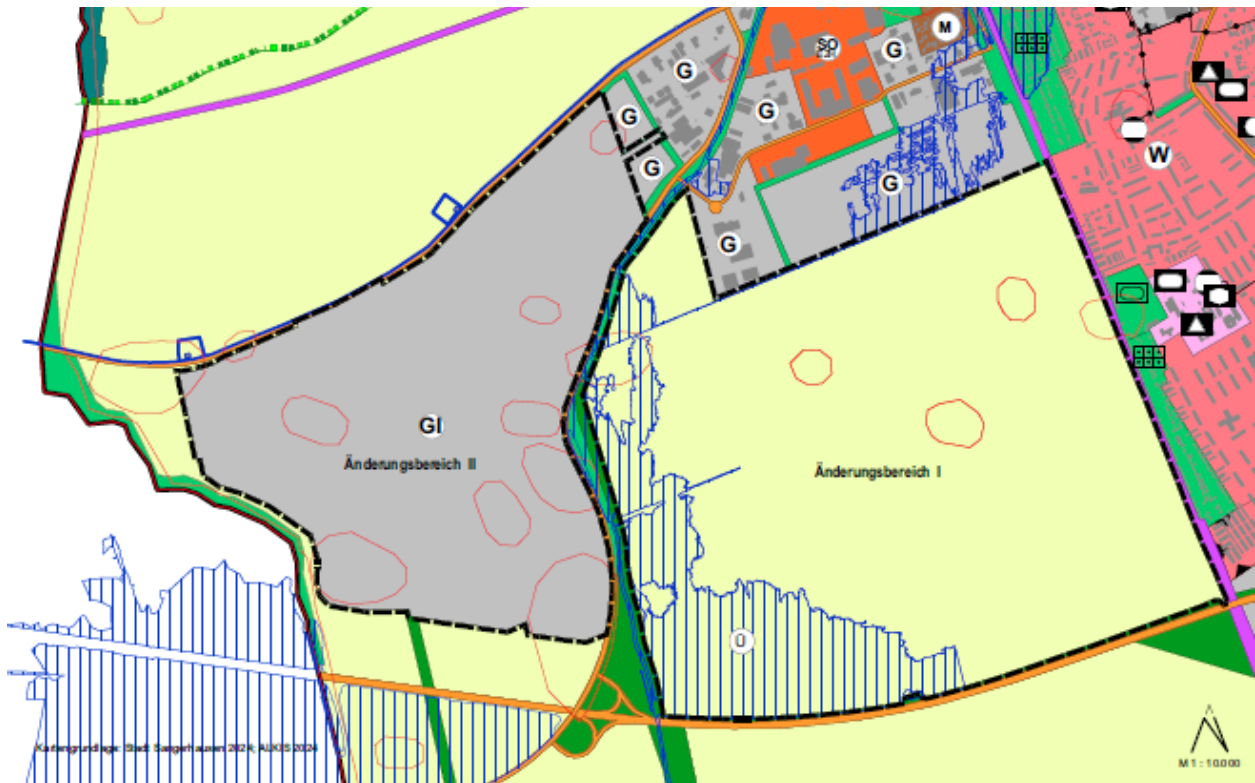 SO
G
M
G
G
G
G
W
G
G
GI
Änderungsbereich II
Änderungsbereich I
Ü
Kartengrundlage: Stadt Sangerhausen 2024; ALKIS 2024
M 1 : 10.000